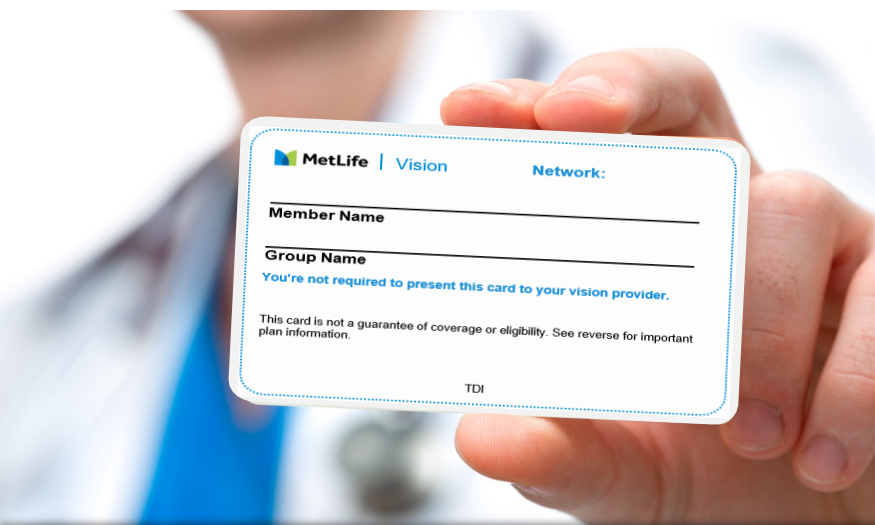 MetLife | Vision Network:
Member Name
Group Name
You're not required to present this card to your vision provider.
This card is not a guarantee of coverage or eligibility. See reverse for important
plan information.
TDI